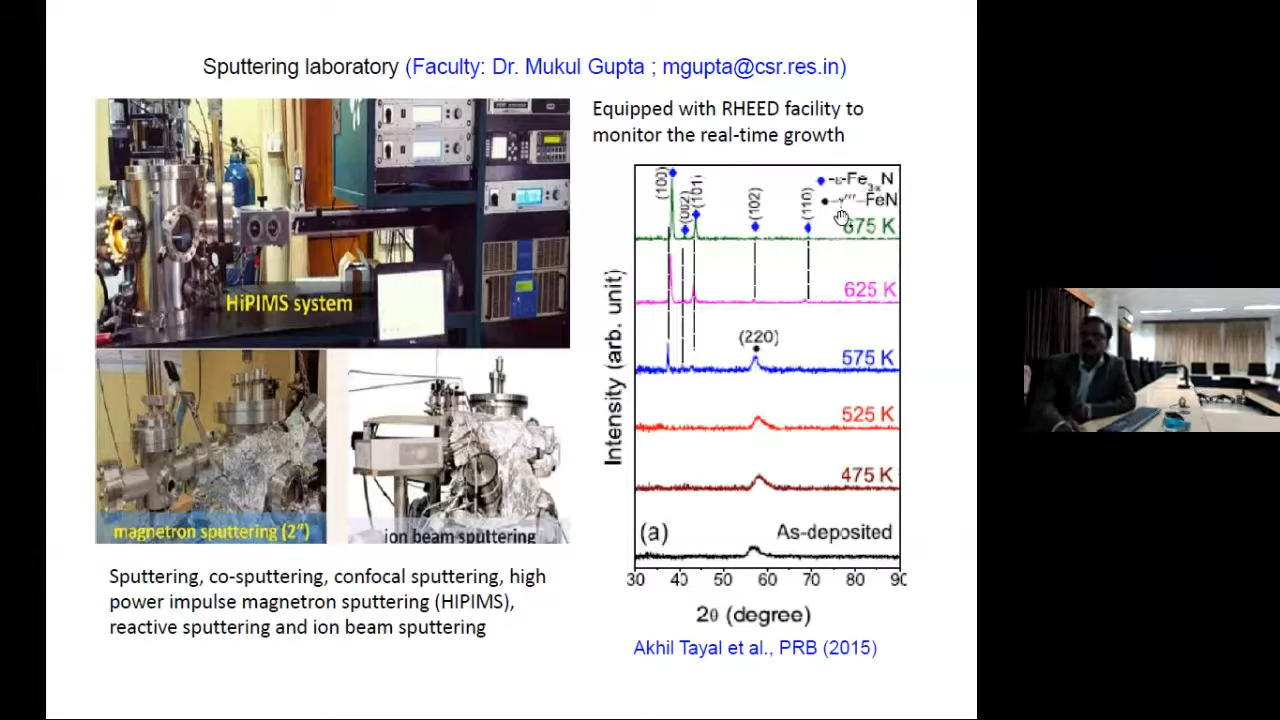 Sputtering laboratory (Faculty: Dr. Mukul Gupta ; mgupta@csr.res.in)
HiPIMS system
magnetron sputtering (2")
ion beam sputtering
Sputtering, co-sputtering, confocal sputtering, high
power impulse magnetron sputtering (HIPIMS),
reactive sputtering and ion beam sputtering
Equipped with RHEED facility to
monitor the real-time growth
(100)
(002)
(101)
(102)
(110)
-ε-Fe N
-γ'''-FeN
675 K
625 K
(220)
575 K
525 K
475 K
(a)
As-deposited
Intensity (arb. unit)
30 40 50 60 70 80 90
2θ (degree)
Akhil Tayal et al., PRB (2015)